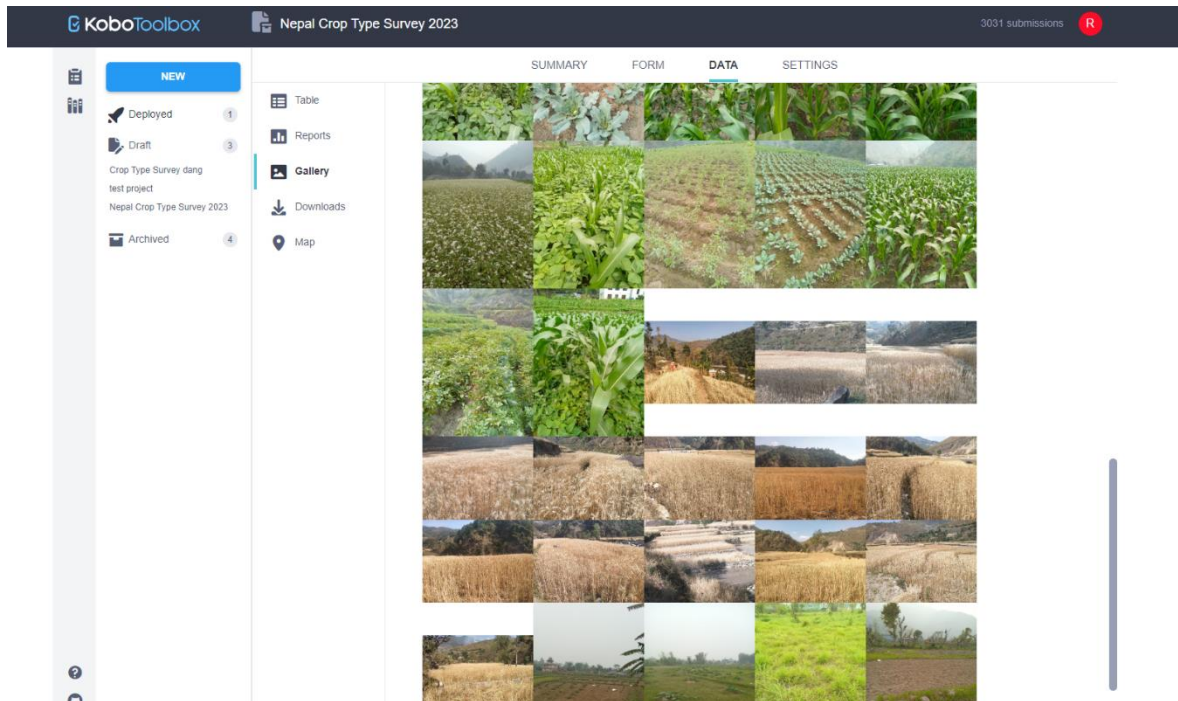 KoboToolbox
Nepal Crop Type Survey 2023
3031 submissions
R
SUMMARY
FORM
DATA
SETTINGS
NEW
Deployed
1
Draft
3
Crop Type Survey dang
test project
Nepal Crop Type Survey 2023
Archived
4
Table
Reports
Gallery
Downloads
Map